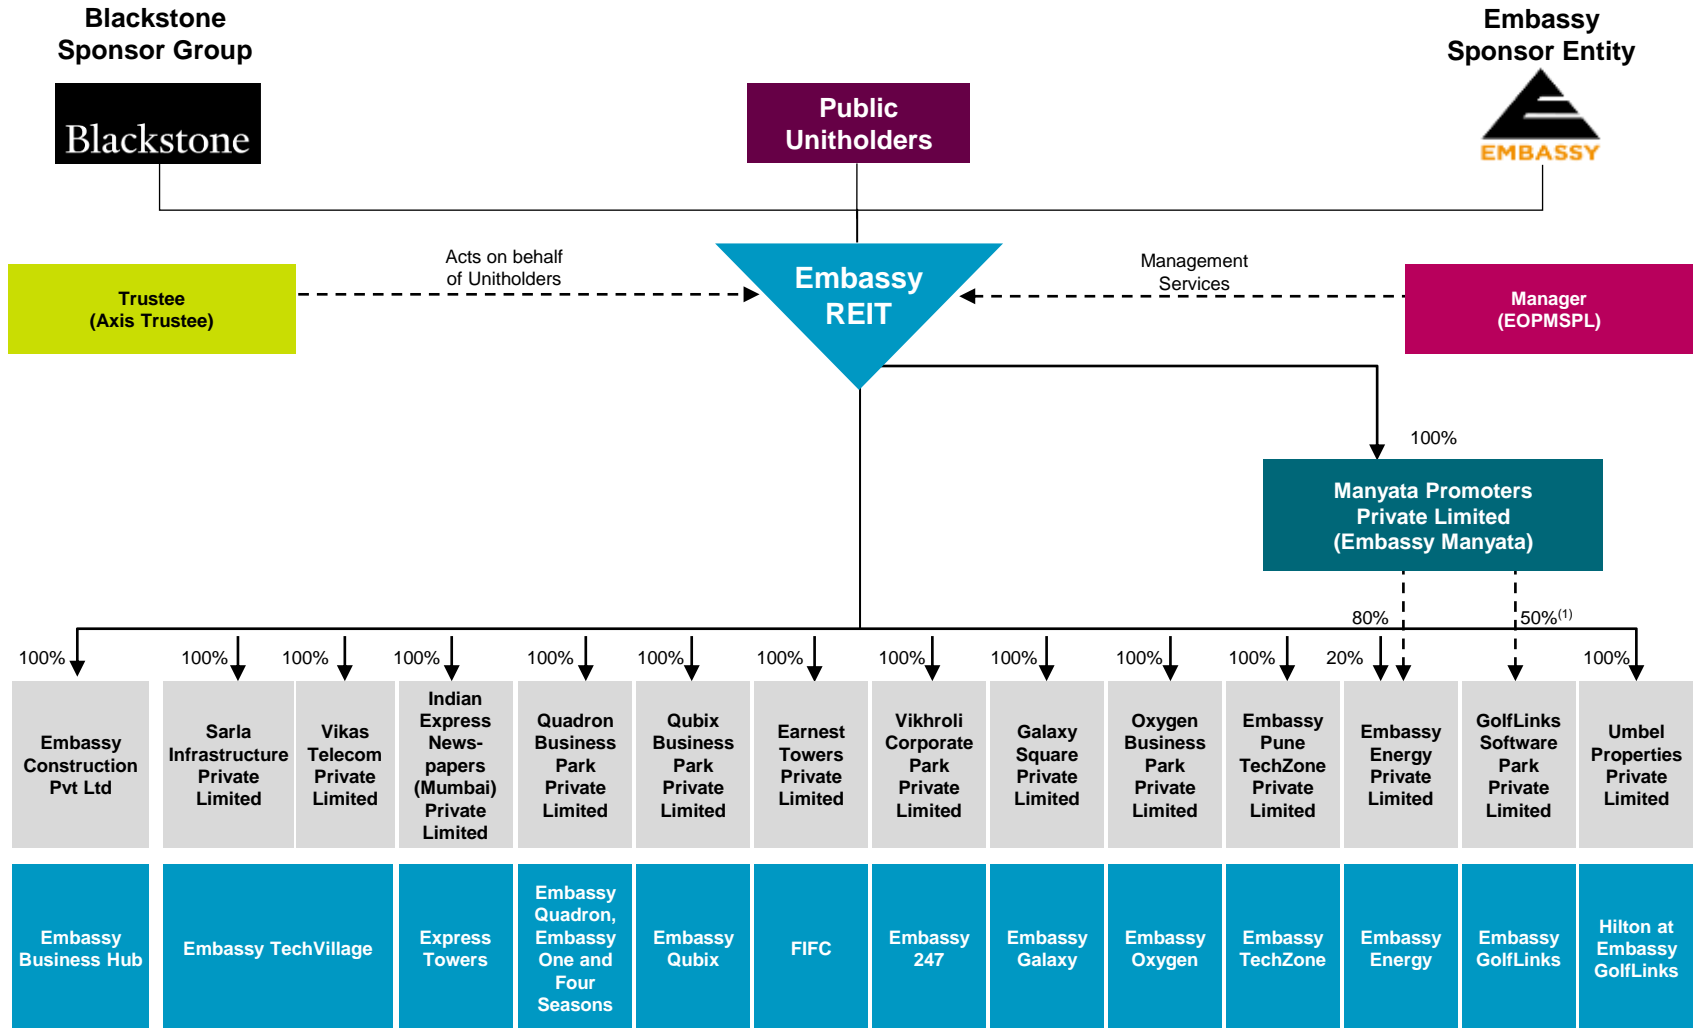 Blackstone
Sponsor Group
Blackstone
Public
Unitholders
Embassy
Sponsor Entity
EMBASSY
Acts on behalf
of Unitholders
Embassy
REIT
Management
Services
Trustee
(Axis Trustee)
Manager
(EOPMSPL)
100%
Manyata Promoters
Private Limited
(Embassy Manyata)
80%
50%(1)
100%
100%
100%
100%
100%
100%
100%
100%
100%
100%
100%
20%
100%
Embassy
Construction
Pvt Ltd
Sarla
Infrastructure
Private
Limited
Vikas
Telecom
Private
Limited
Indian
Express
News-
papers
(Mumbai)
Private
Limited
Quadron
Business
Park
Private
Limited
Qubix
Business
Park
Private
Limited
Earnest
Towers
Private
Limited
Vikhroli
Corporate
Park
Private
Limited
Galaxy
Square
Private
Limited
Oxygen
Business
Park
Private
Limited
Embassy
Pune
TechZone
Private
Limited
Embassy
Energy
Private
Limited
GolfLinks
Software
Park
Private
Limited
Umbel
Properties
Private
Limited
Embassy
Business Hub
Embassy TechVillage
Express
Towers
Embassy
Quadron,
Embassy
One and
Four
Seasons
Embassy
Qubix
FIFC
Embassy
247
Embassy
Galaxy
Embassy
Oxygen
Embassy
TechZone
Embassy
Energy
Embassy
GolfLinks
Hilton at
Embassy
GolfLinks